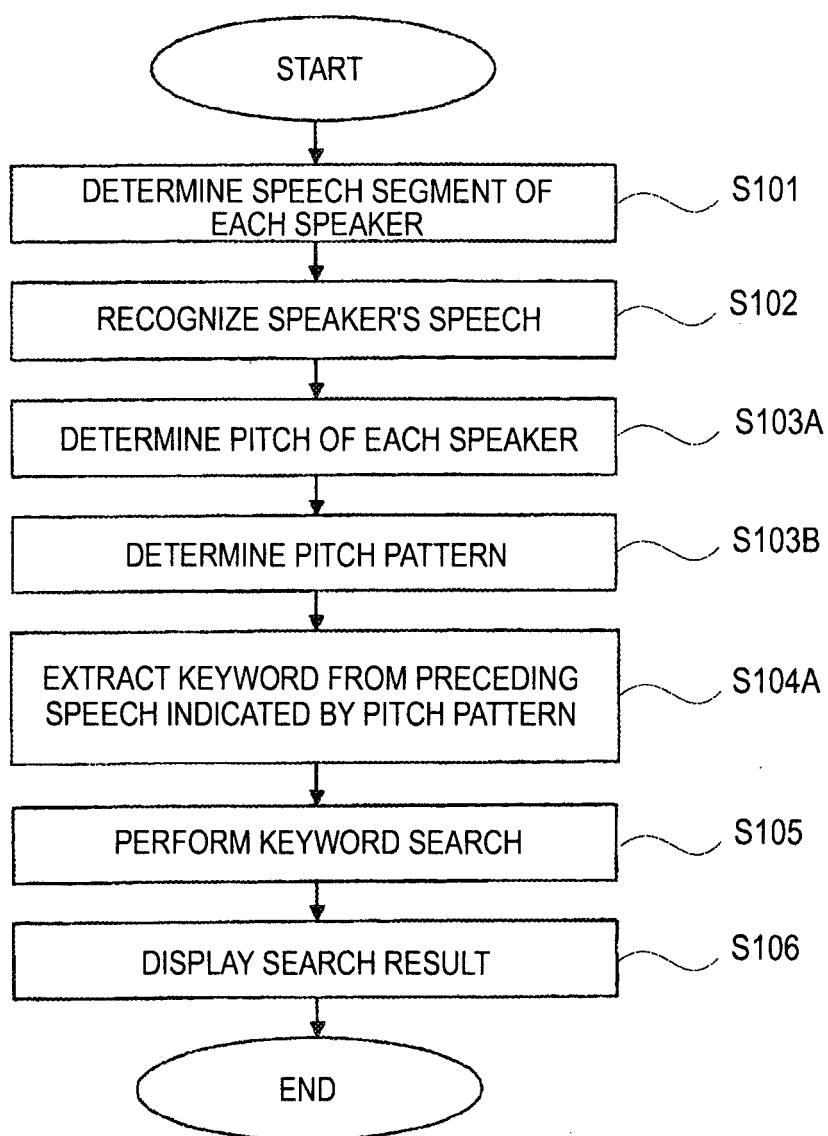 START
DETERMINE SPEECH SEGMENT OF
EACH SPEAKER
S101
RECOGNIZE SPEAKER'S SPEECH
S102
DETERMINE PITCH OF EACH SPEAKER
S103A
DETERMINE PITCH PATTERN
S103B
EXTRACT KEYWORD FROM PRECEDING
SPEECH INDICATED BY PITCH PATTERN
S104A
PERFORM KEYWORD SEARCH
S105
DISPLAY SEARCH RESULT
S106
END